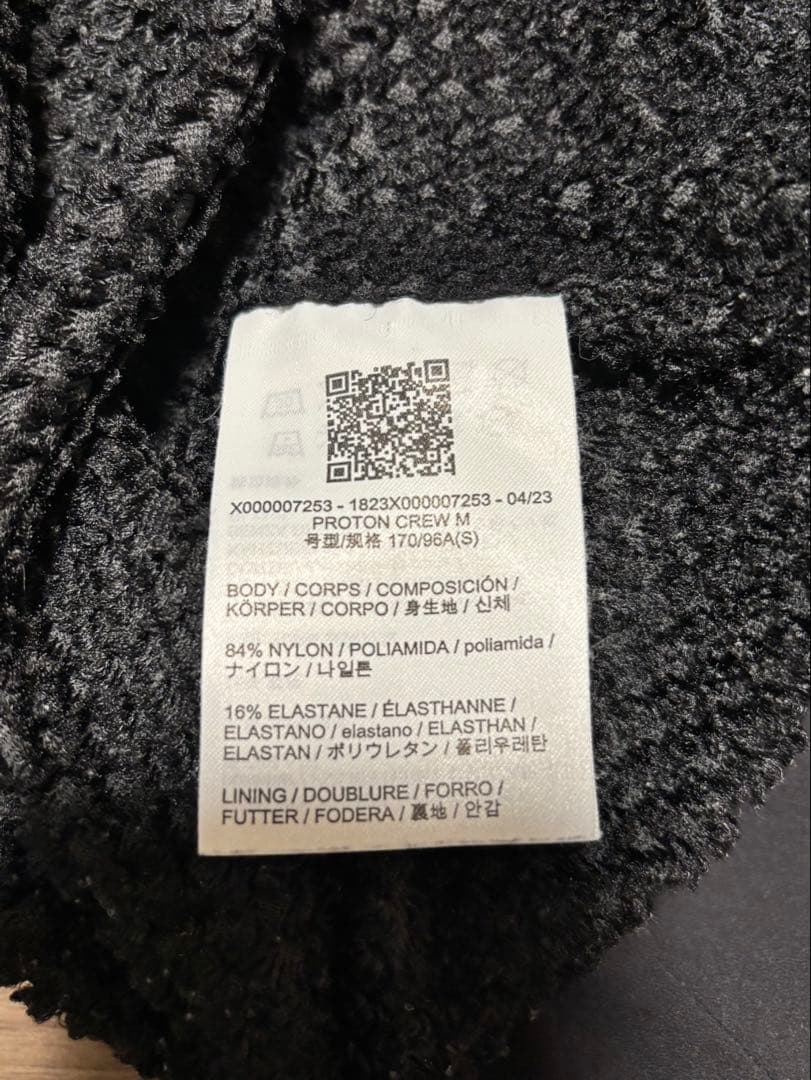 X000007253 - 1823X000007253 - 04/23
PROTON CREW M
号型/规格 170/96A(S)
BODY / CORPS / COMPOSICIÓN /
KÖRPER / CORPO / 身生地 / 신체
84% NYLON / POLIAMIDA / poliamida /
ナイロン / 나일론
16% ELASTANE / ÉLASTHANNE /
ELASTANO / elastano / ELASTHAN /
ELASTAN / ポリウレタン / 폴리우레탄
LINING / DOUBLURE / FORRO /
FUTTER / FODERA / 裏地 / 안감